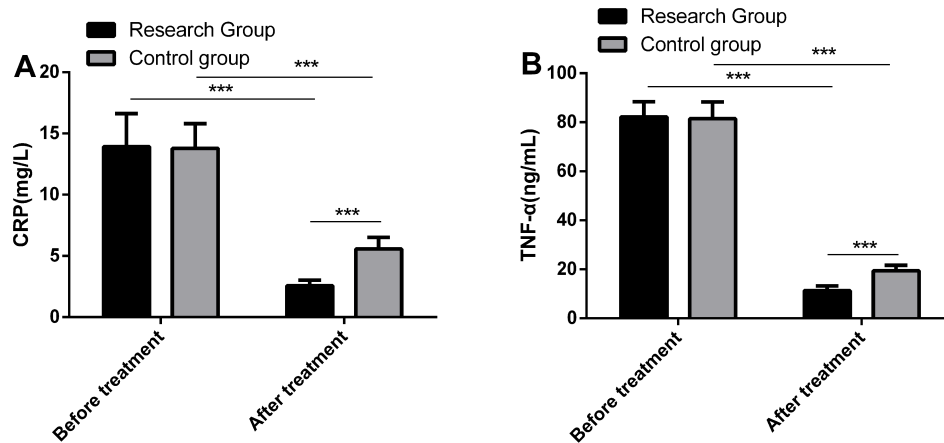 A
Research Group
Control group
***
***
***
CRP(mg/L)
20
15
10
5
0
Before treatment
After treatment
B
Research Group
Control group
***
***
***
TNF-α(ng/mL)
100
80
60
40
20
0
Before treatment
After treatment